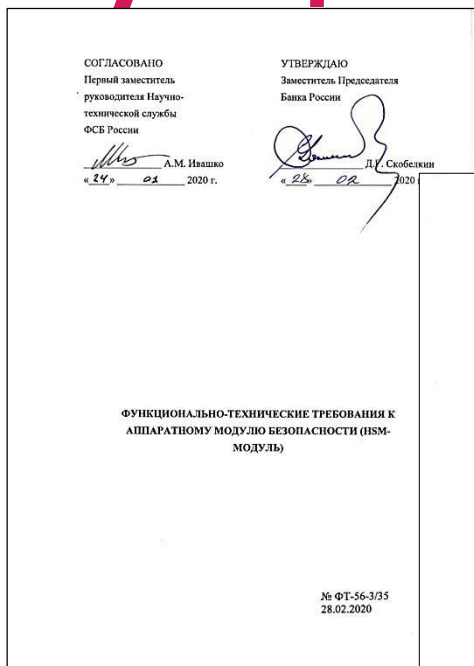 СОГЛАСОВАНО
Первый заместитель
руководителя Научно-
технической службы
ФСБ России
А.М. Ивашко
« 24 » 01 2020 г.
УТВЕРЖДАЮ
Заместитель Председателя
Банка России
Д.Г. Скобелкин
« 28 » 02 2020 г
ФУНКЦИОНАЛЬНО-ТЕХНИЧЕСКИЕ ТРЕБОВАНИЯ К
АППАРАТНОМУ МОДУЛЮ БЕЗОПАСНОСТИ (HSM-
МОДУЛЬ)
№ ФТ-56-3/35
28.02.2020